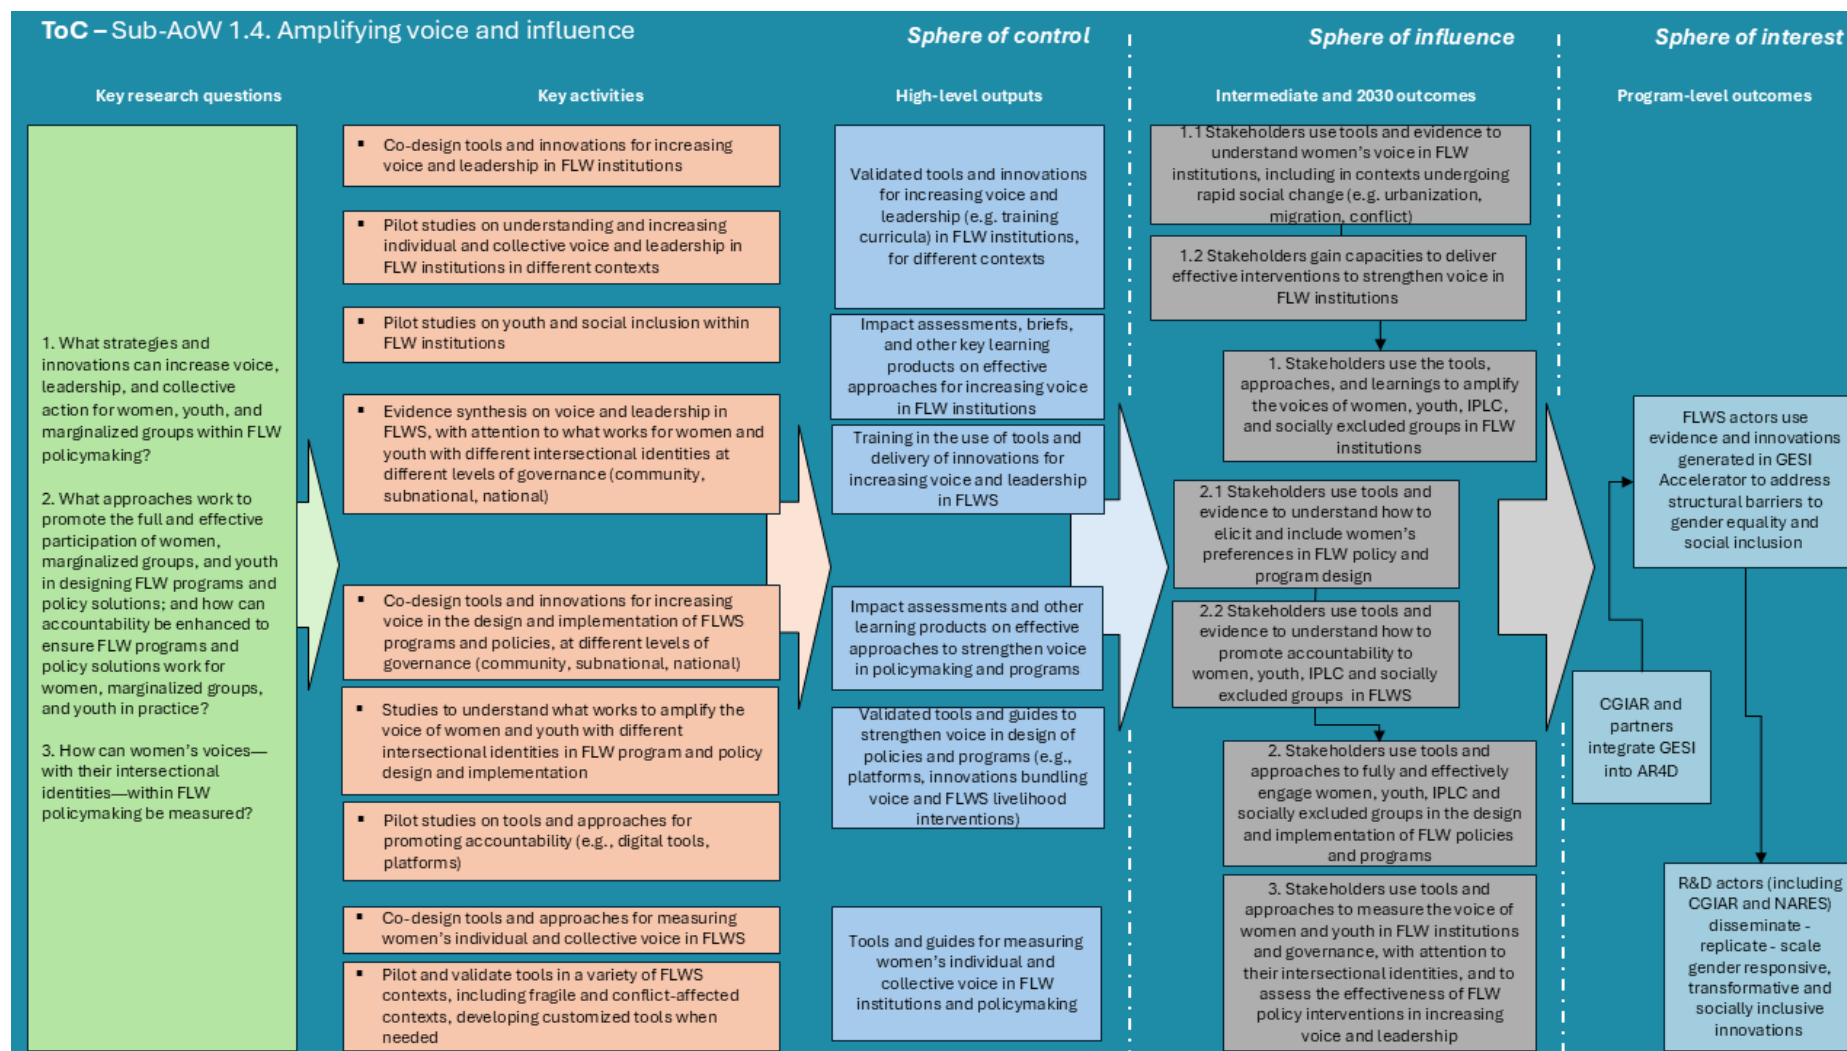 ToC – Sub-AoW 1.4. Amplifying voice and influence
Sphere of control
Sphere of influence
Sphere of interest
Key research questions
Key activities
High-level outputs
Intermediate and 2030 outcomes
Program-level outcomes
1. What strategies and
innovations can increase voice,
leadership, and collective
action for women, youth, and
marginalized groups within FLW
policymaking?
2. What approaches work to
promote the full and effective
participation of women,
marginalized groups, and youth
in designing FLW programs and
policy solutions; and how can
accountability be enhanced to
ensure FLW programs and
policy solutions work for
women, marginalized groups,
and youth in practice?
3. How can women's voices—
with their intersectional
identities—within FLW
policymaking be measured?
▪ Co-design tools and innovations for increasing
voice and leadership in FLW institutions
▪ Pilot studies on understanding and increasing
individual and collective voice and leadership in
FLW institutions in different contexts
▪ Pilot studies on youth and social inclusion within
FLW institutions
▪ Evidence synthesis on voice and leadership in
FLWS, with attention to what works for women and
youth with different intersectional identities at
different levels of governance (community,
subnational, national)
▪ Co-design tools and innovations for increasing
voice in the design and implementation of FLWS
programs and policies, at different levels of
governance (community, subnational, national)
▪ Studies to understand what works to amplify the
voice of women and youth with different
intersectional identities in FLW program and policy
design and implementation
▪ Pilot studies on tools and approaches for
promoting accountability (e.g., digital tools,
platforms)
▪ Co-design tools and approaches for measuring
women's individual and collective voice in FLWS
▪ Pilot and validate tools in a variety of FLWS
contexts, including fragile and conflict-affected
contexts, developing customized tools when
needed
Validated tools and innovations
for increasing voice and
leadership (e.g. training
curricula) in FLW institutions,
for different contexts
Impact assessments, briefs,
and other key learning
products on effective
approaches for increasing voice
in FLW institutions
Training in the use of tools and
delivery of innovations for
increasing voice and leadership
in FLWS
Impact assessments and other
learning products on effective
approaches to strengthen voice
in policymaking and programs
Validated tools and guides to
strengthen voice in design of
policies and programs (e.g.,
platforms, innovations bundling
voice and FLWS livelihood
interventions)
Tools and guides for measuring
women's individual and
collective voice in FLW
institutions and policymaking
1.1 Stakeholders use tools and evidence to
understand women's voice in FLW
institutions, including in contexts undergoing
rapid social change (e.g. urbanization,
migration, conflict)
1.2 Stakeholders gain capacities to deliver
effective interventions to strengthen voice in
FLW institutions
1. Stakeholders use the tools,
approaches, and learnings to amplify
the voices of women, youth, IPLC,
and socially excluded groups in FLW
institutions
2.1 Stakeholders use tools and
evidence to understand how to
elicit and include women's
preferences in FLW policy and
program design
2.2 Stakeholders use tools and
evidence to understand how to
promote accountability to
women, youth, IPLC and socially
excluded groups in FLWS
2. Stakeholders use tools and
approaches to fully and effectively
engage women, youth, IPLC and
socially excluded groups in the design
and implementation of FLW policies
and programs
3. Stakeholders use tools and
approaches to measure the voice of
women and youth in FLW institutions
and governance, with attention to
their intersectional identities, and to
assess the effectiveness of FLW
policy interventions in increasing
voice and leadership
FLWS actors use
evidence and innovations
generated in GESI
Accelerator to address
structural barriers to
gender equality and
social inclusion
CGIAR and
partners
integrate GESI
into AR4D
R&D actors (including
CGIAR and NARES)
disseminate -
replicate - scale
gender responsive,
transformative and
socially inclusive
innovations